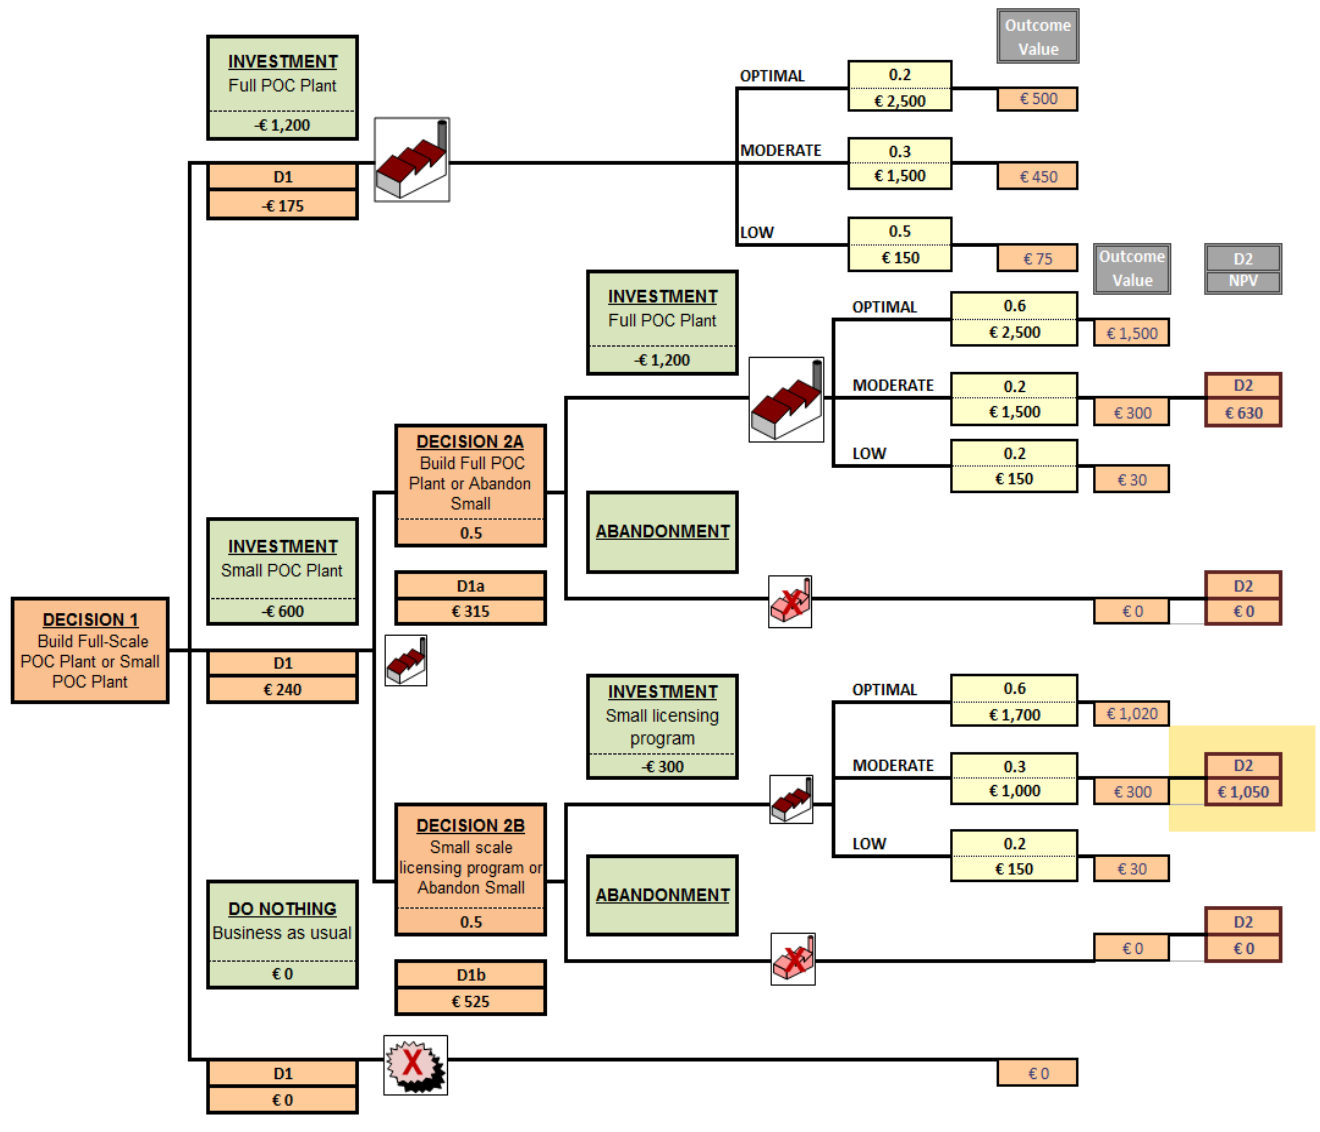 Outcome
Value
INVESTMENT
Full POC Plant
-€ 1,200
D1
-€ 175
OPTIMAL
0.2
€ 2,500
€ 500
MODERATE
0.3
€ 1,500
€ 450
LOW
0.5
€ 150
€ 75
Outcome
Value
D2
NPV
INVESTMENT
Full POC Plant
-€ 1,200
OPTIMAL
0.6
€ 2,500
€ 1,500
MODERATE
0.2
€ 1,500
€ 300
D2
€ 630
LOW
0.2
€ 150
€ 30
DECISION 2A
Build Full POC
Plant or Abandon
Small
0.5
D1a
€ 315
ABANDONMENT
€ 0
D2
€ 0
INVESTMENT
Small POC Plant
-€ 600
D1
€ 240
DECISION 1
Build Full-Scale
POC Plant or Small
POC Plant
INVESTMENT
Small licensing
program
-€ 300
OPTIMAL
0.6
€ 1,700
€ 1,020
MODERATE
0.3
€ 1,000
€ 300
D2
€ 1,050
LOW
0.2
€ 150
€ 30
DECISION 2B
Small scale
licensing program or
Abandon Small
0.5
D1b
€ 525
ABANDONMENT
€ 0
D2
€ 0
DO NOTHING
Business as usual
€ 0
D1
€ 0
X
€ 0